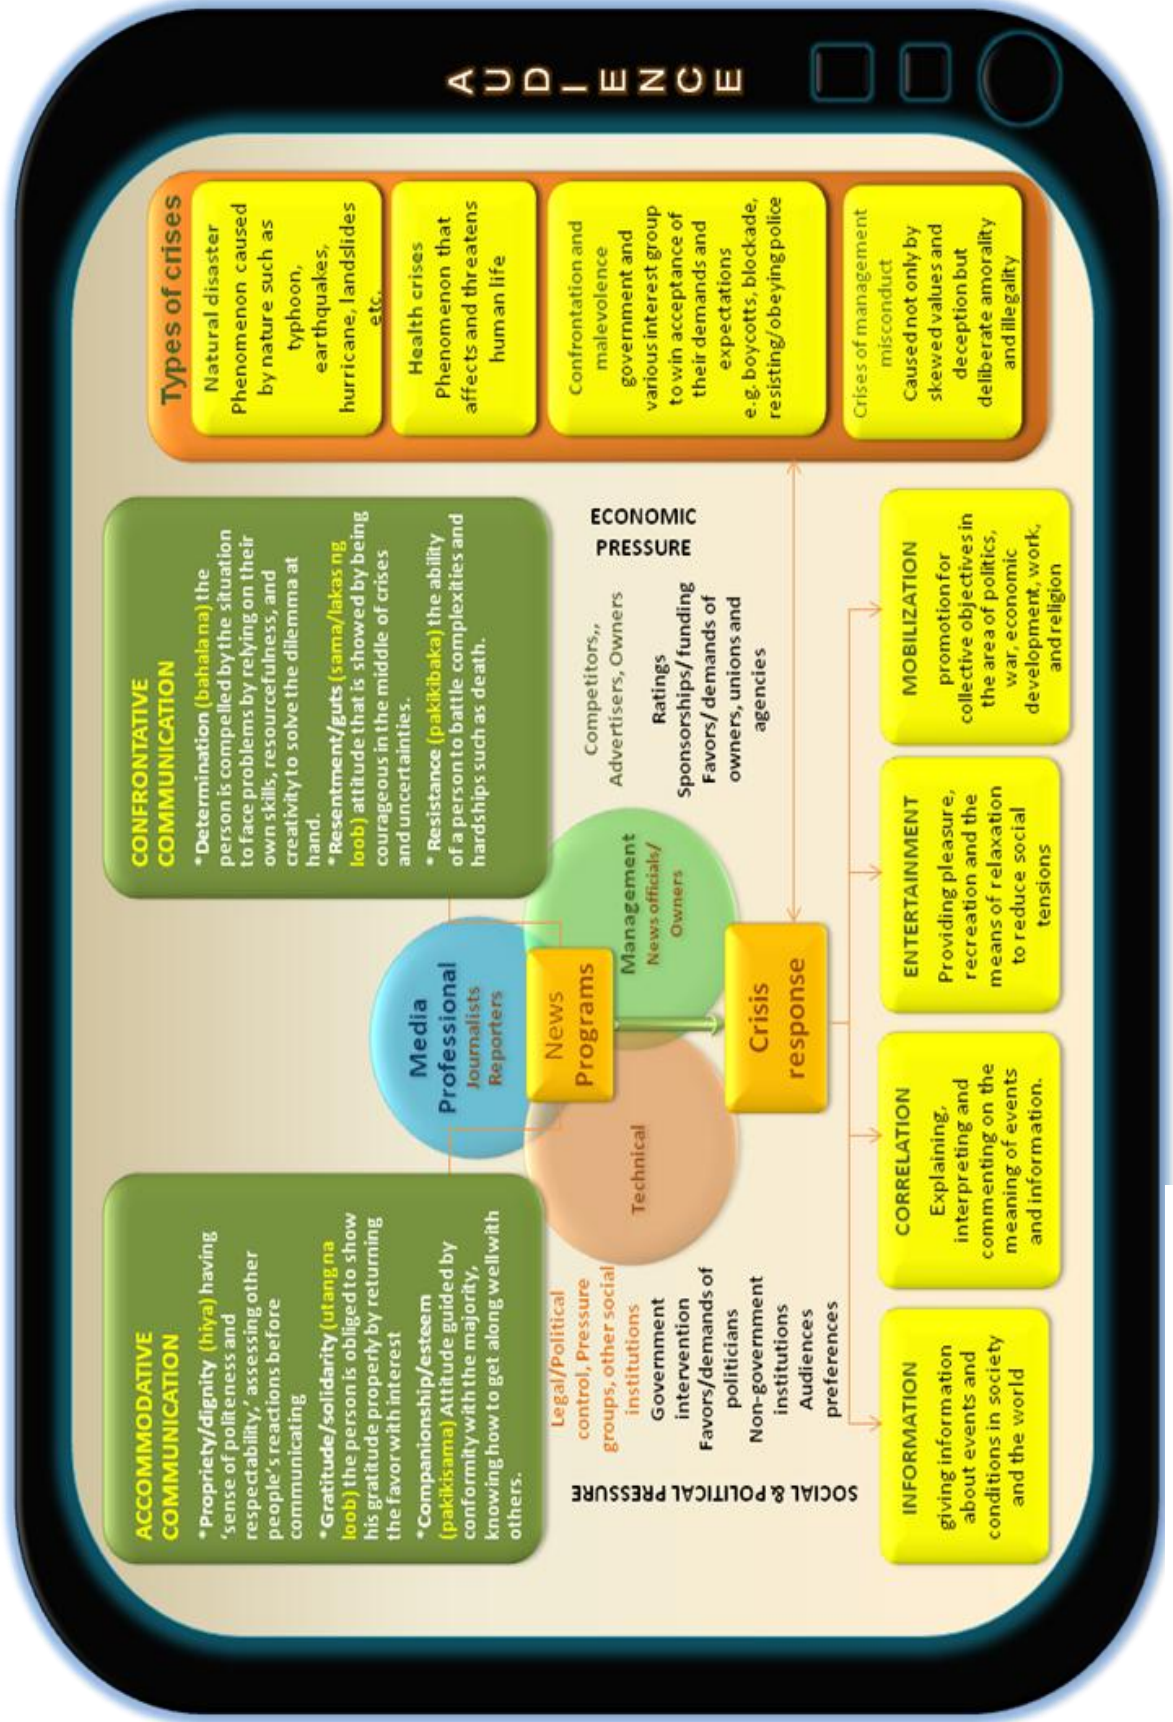 ACCOMMODATIVE
COMMUNICATION
*Propriety/dignity (hiya) having
‘sense of politeness and
respectability,’ assessing other
people’s reactions before
communicating
*Gratitude/solidarity (utang na
loob) the person is obliged to show
his gratitude properly by returning
the favor with interest
*Companionship/esteem
(pakikisama) Attitude guided by
conformity with the majority,
knowing how to get along well with
others.
CONFRONTATIVE
COMMUNICATION
*Determination (bahala na) the
person is compelled by the situation
to face problems by relying on their
own skills, resourcefulness, and
creativity to solve the dilemma at
hand.
*Resentment/guts (sama/lakas ng
loob) attitude that is showed by being
courageous in the middle of crises
and uncertainties.
* Resistance (pakikibaka) the ability
of a person to battle complexities and
hardships such as death.
Types of crises
Natural disaster
Phenomenon caused
by nature such as
typhoon,
earthquakes,
hurricane, landslides
etc.
Health crises
Phenomenon that
affects and threatens
human life
Confrontation and
malevolence
government and
various interest group
to win acceptance of
their demands and
expectations
e.g. boycotts, blockade,
resisting/obeying police
Crises of management
misconduct
Caused not only by
skewed values and
deception but
deliberate amorality
and illegality
Media
Professional
Journalists
Reporters
News
Programs
Technical
Management
News officials/
Owners
Crisis
response
SOCIAL & POLITICAL PRESSURE
Legal/Political
control, Pressure
groups, other social
institutions
Government
intervention
Favors/demands of
politicians
Non-government
institutions
Audiences
preferences
ECONOMIC
PRESSURE
Competitors,,
Advertisers, Owners
Ratings
Sponsorships/funding
Favors/ demands of
owners, unions and
agencies
INFORMATION
giving information
about events and
conditions in society
and the world
CORRELATION
Explaining,
interpreting and
commenting on the
meaning of events
and information.
ENTERTAINMENT
Providing pleasure,
recreation and the
means of relaxation
to reduce social
tensions
MOBILIZATION
promotion for
collective objectives in
the area of politics,
war, economic
development, work,
and religion
AUDIENCE